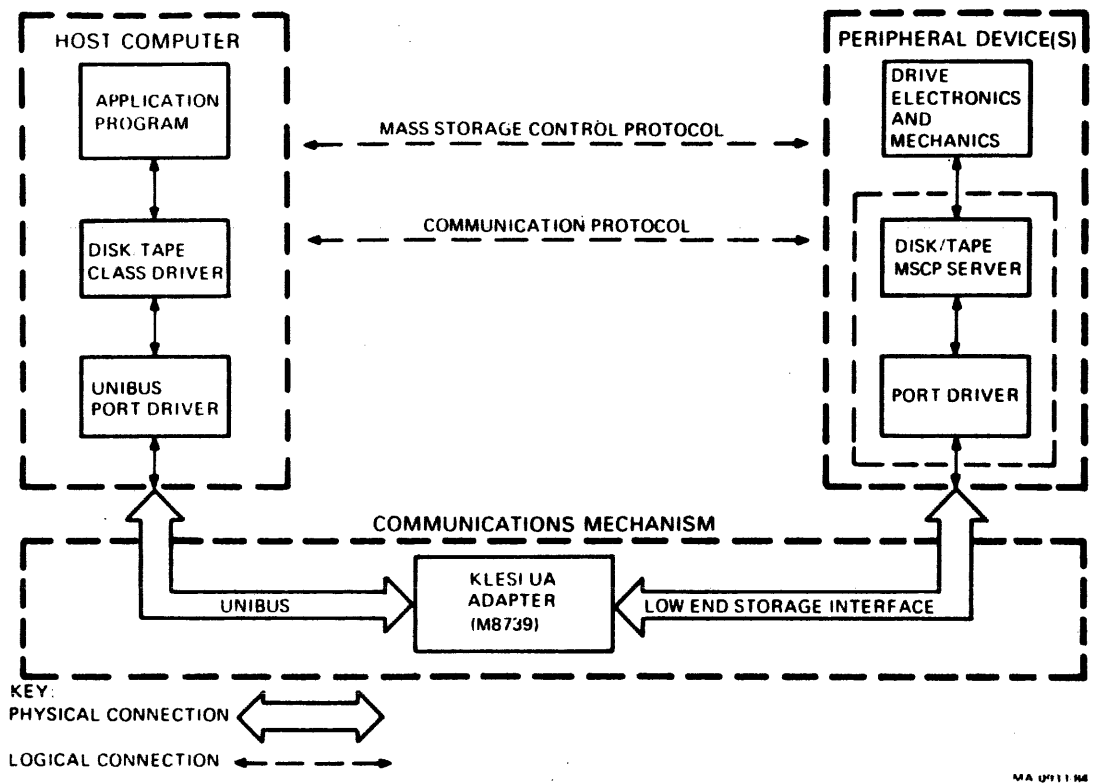 HOST COMPUTER
APPLICATION
PROGRAM
DISK TAPE
CLASS DRIVER
UNIBUS
PORT DRIVER
MASS STORAGE CONTROL PROTOCOL
COMMUNICATION PROTOCOL
PERIPHERAL DEVICE(S)
DRIVE
ELECTRONICS
AND
MECHANICS
DISK/TAPE
MSCP SERVER
PORT DRIVER
COMMUNICATIONS MECHANISM
UNIBUS
KLESI UA
ADAPTER
(M8739)
LOW END STORAGE INTERFACE
KEY:
PHYSICAL CONNECTION
LOGICAL CONNECTION